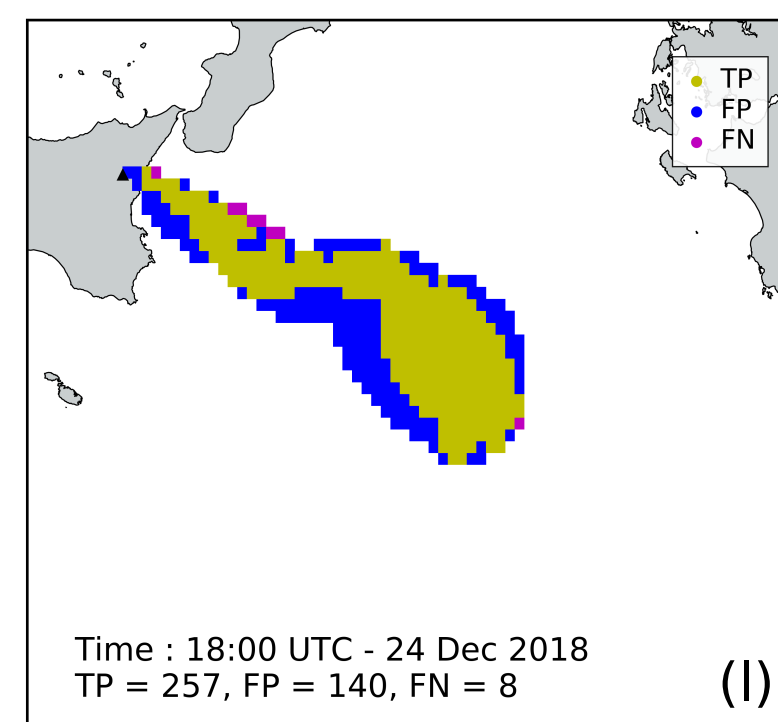 TP
FP
FN
Time : 18:00 UTC - 24 Dec 2018
TP = 257, FP = 140, FN = 8
(l)